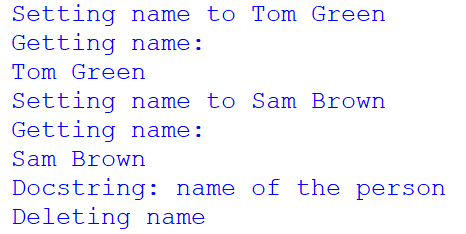 Setting name to Tom Green
Getting name:
Tom Green
Setting name to Sam Brown
Getting name:
Sam Brown
Docstring: name of the person
Deleting name